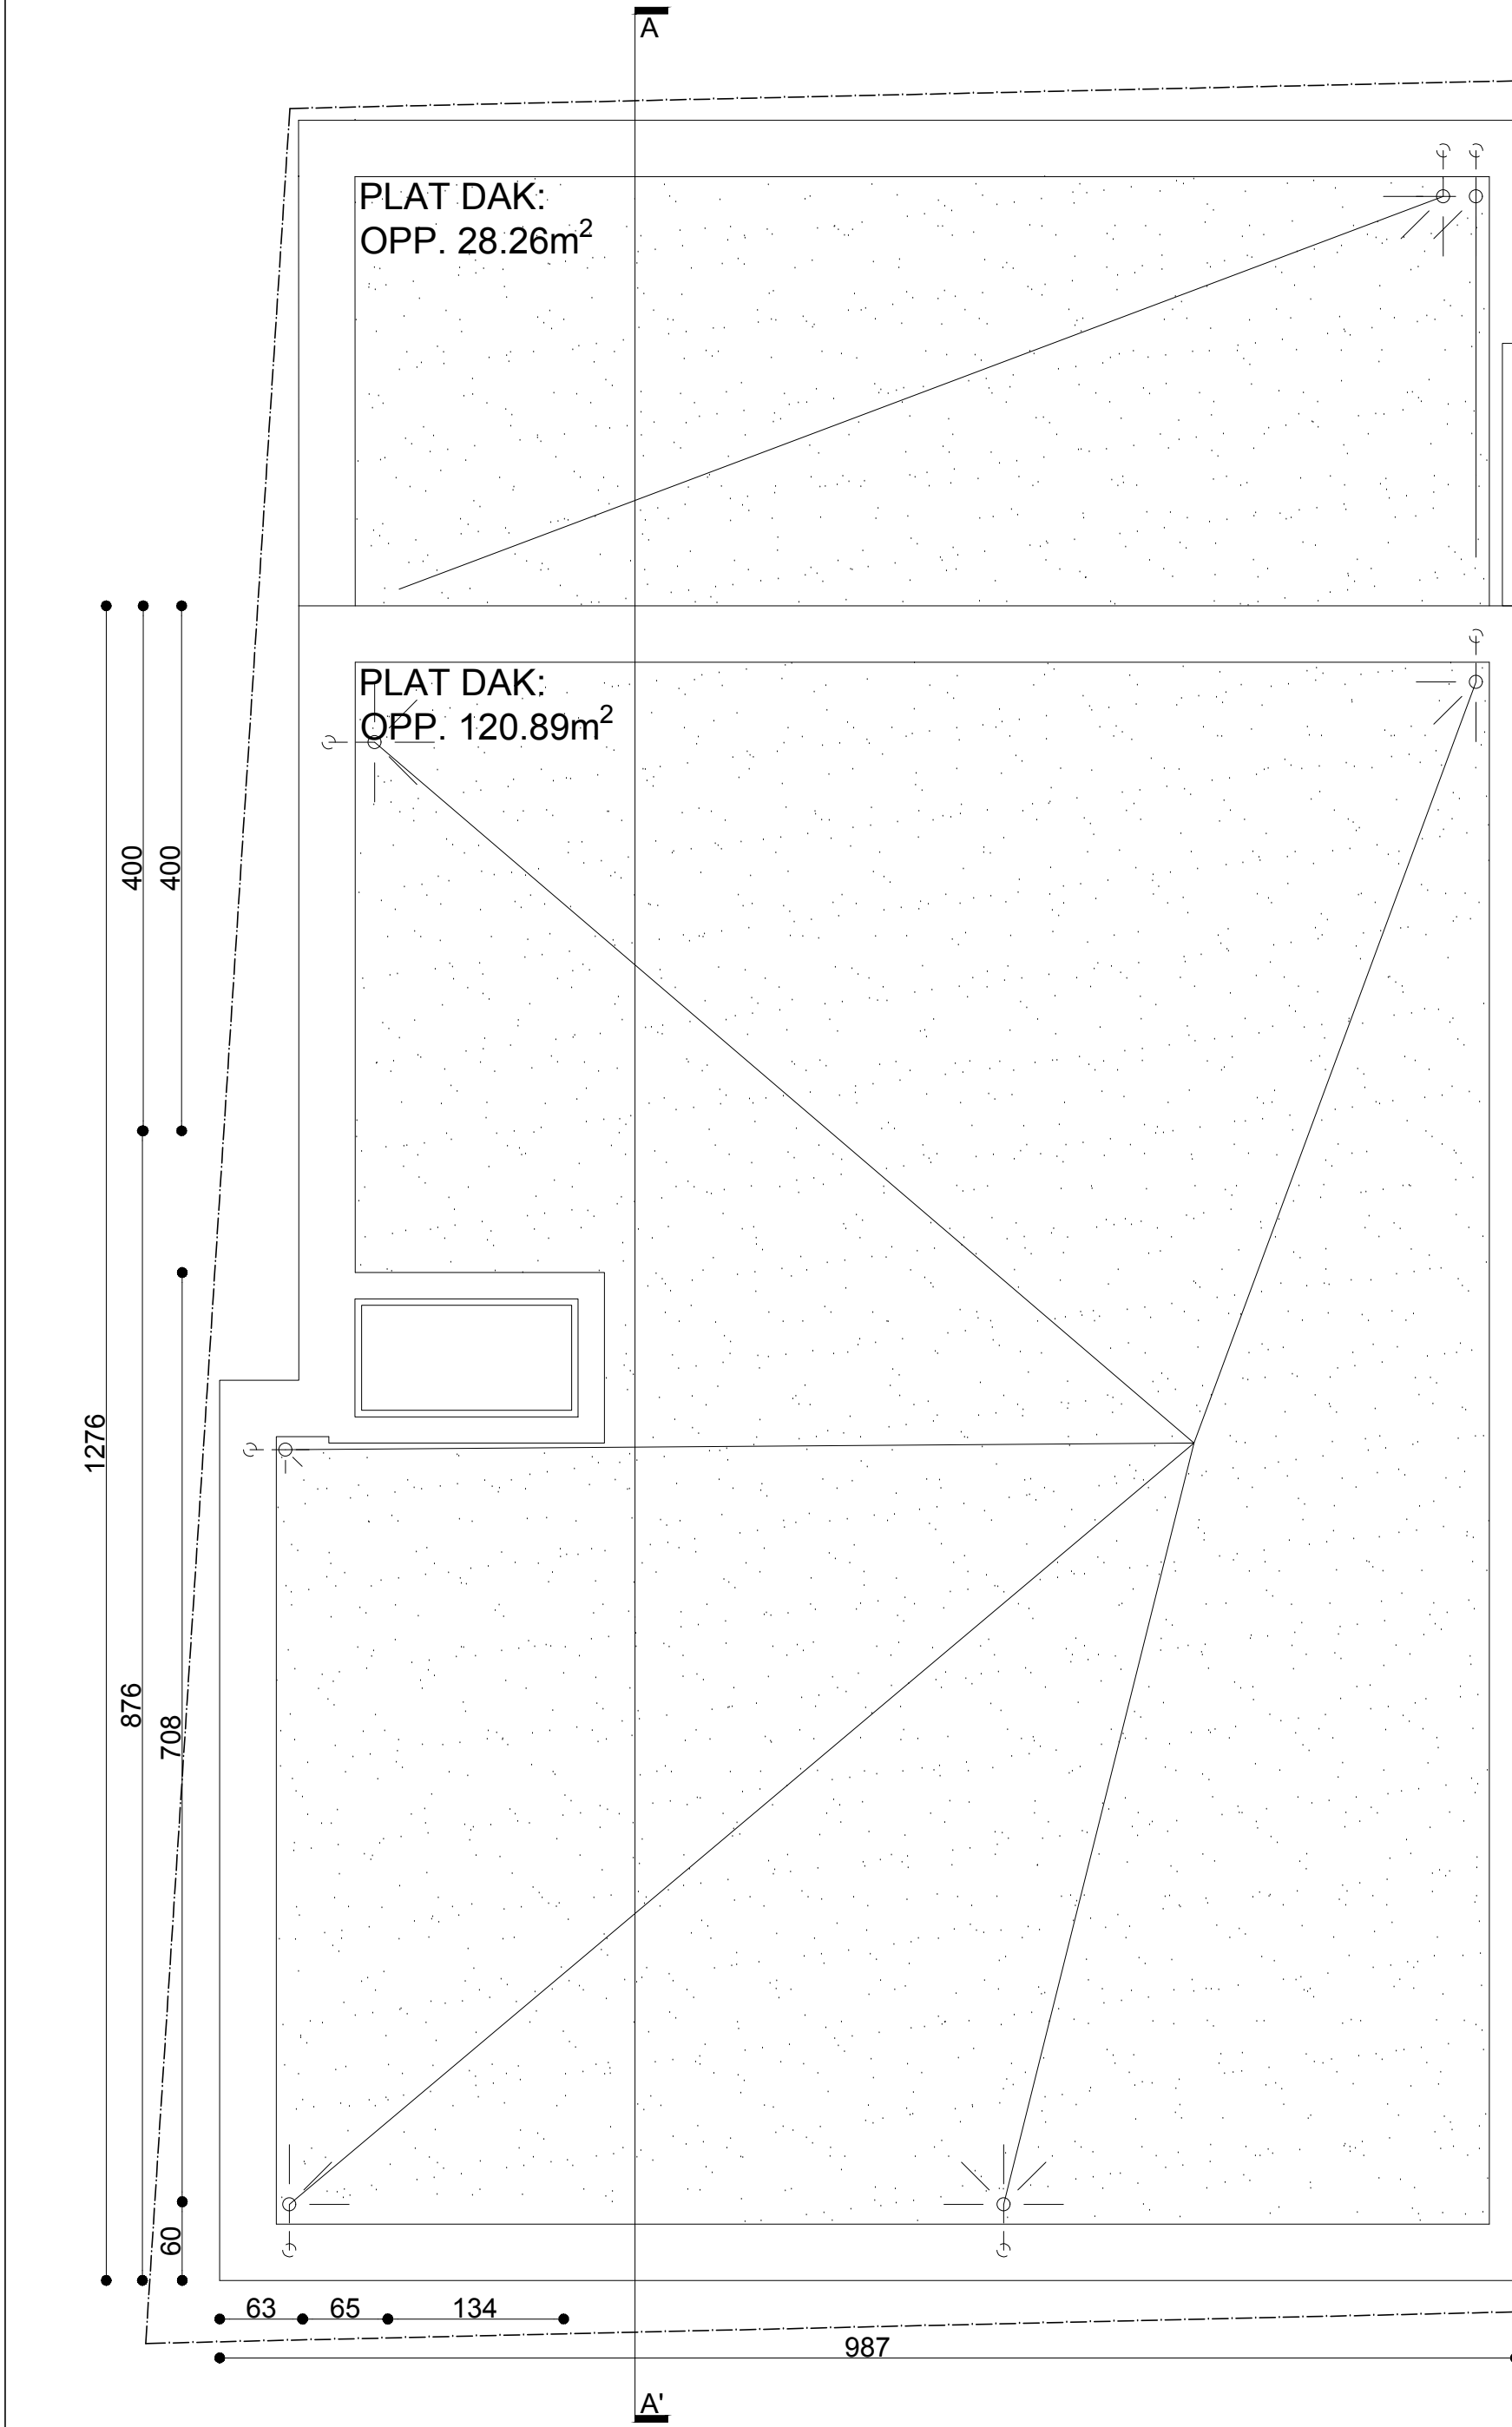 A
PLAT DAK:
OPP. 28.26m²
PLAT DAK:
OPP. 120.89m²
400
400
1276
876
708
60
63
65
134
987
A'